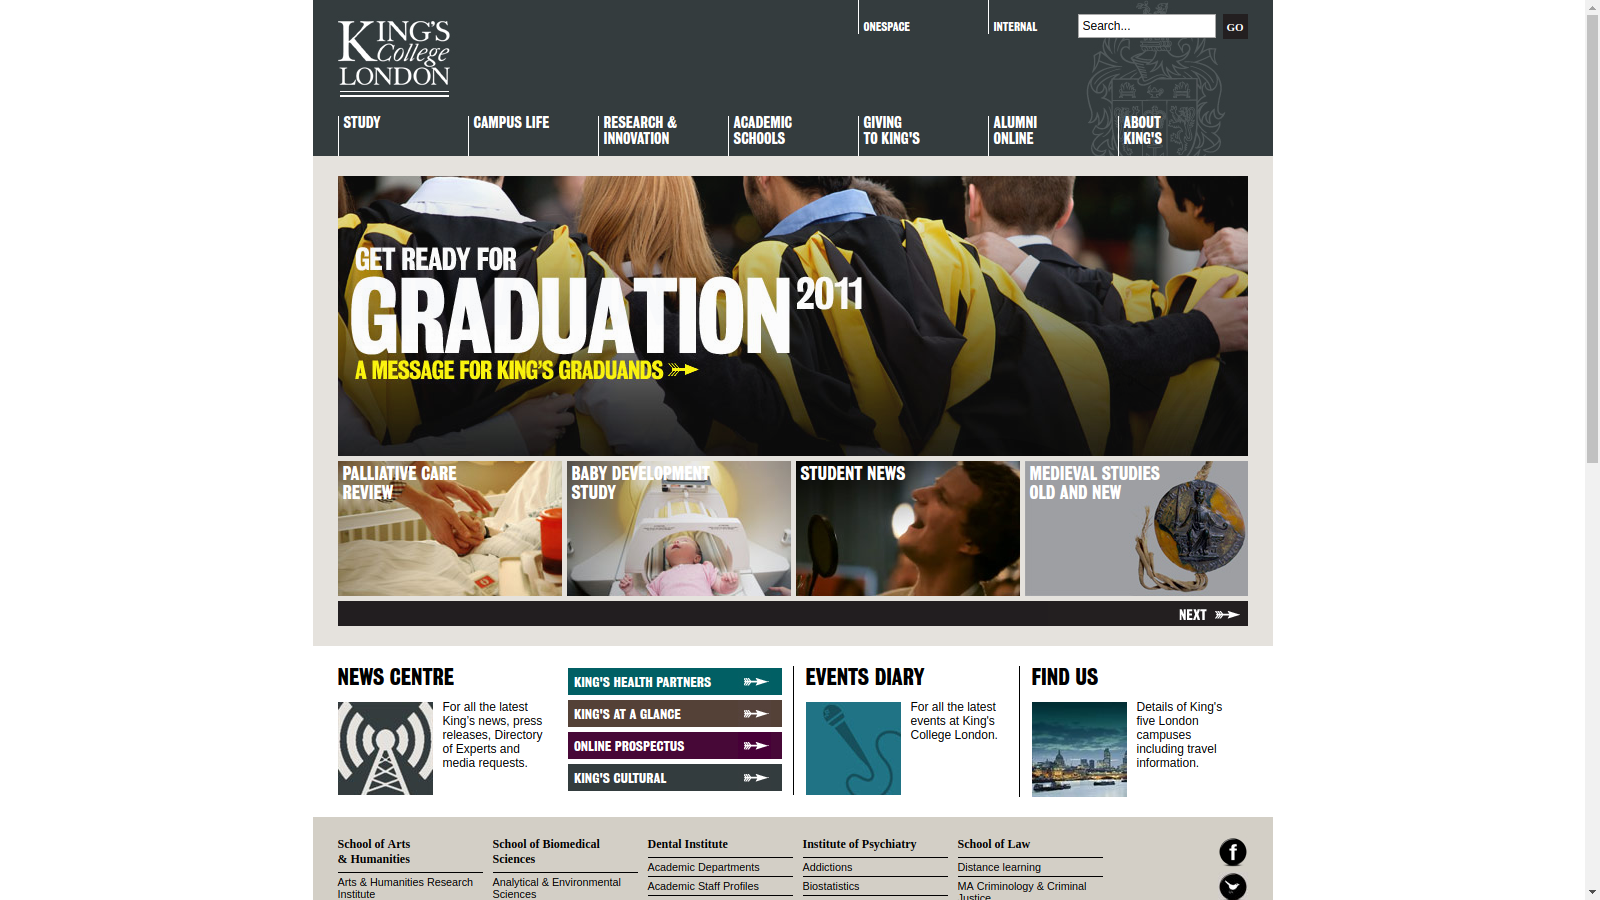 KING'S
College
LONDON
ONESPACE
INTERNAL
Search...
GO
STUDY
CAMPUS LIFE
RESEARCH &
INNOVATION
ACADEMIC
SCHOOLS
GIVING
TO KING'S
ALUMNI
ONLINE
ABOUT
KING'S
GET READY FOR
GRADUATION 2011
A MESSAGE FOR KING'S GRADUANDS
PALLIATIVE CARE
REVIEW
BABY DEVELOPMENT
STUDY
STUDENT NEWS
MEDIEVAL STUDIES
OLD AND NEW
NEXT
NEWS CENTRE
For all the latest
King's news, press
releases, Directory
of Experts and
media requests.
KING'S HEALTH PARTNERS
KING'S AT A GLANCE
ONLINE PROSPECTUS
KING'S CULTURAL
EVENTS DIARY
For all the latest
events at King's
College London.
FIND US
Details of King's
five London
campuses
including travel
information.
School of Arts
& Humanities
Arts & Humanities Research
Institute
School of Biomedical
Sciences
Analytical & Environmental
Sciences
Dental Institute
Academic Departments
Academic Staff Profiles
Institute of Psychiatry
Addictions
Biostatistics
School of Law
Distance learning
MA Criminology & Criminal
Justice
f